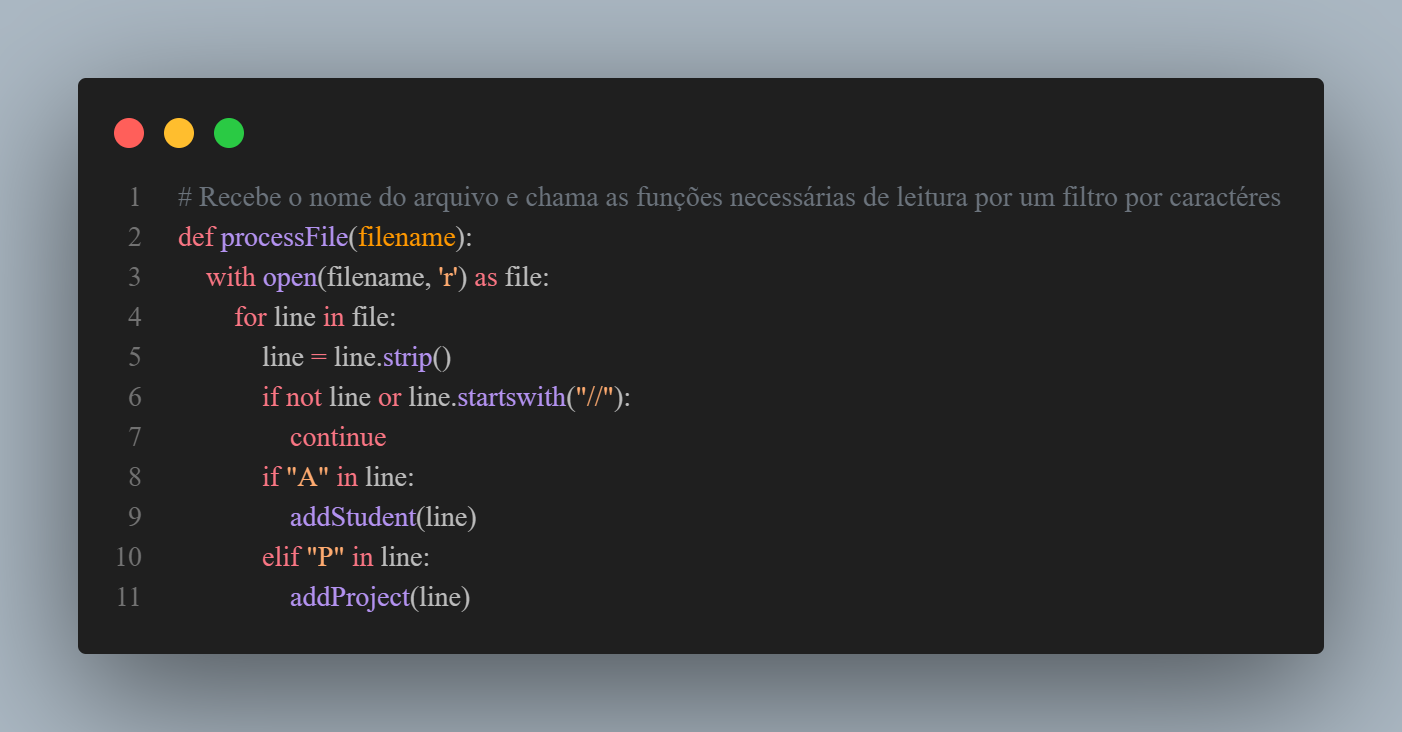 1 # Recebe o nome do arquivo e chama as funções necessárias de leitura por um filtro por caractéres
2 def processFile(filename):
3     with open(filename, 'r') as file:
4         for line in file:
5             line = line.strip()
6             if not line or line.startswith("//"):
7                 continue
8             if "A" in line:
9                 addStudent(line)
10             elif "P" in line:
11                 addProject(line)